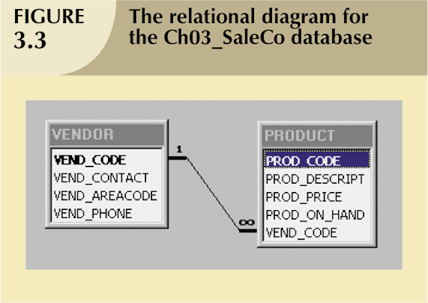 FIGURE
3.3
The relational diagram for
the Ch03_SaleCo database
VENDOR
VEND_CODE
VEND_CONTACT
VEND_AREACODE
VEND_PHONE
1
∞
PRODUCT
PROD_CODE
PROD_DESCRIPT
PROD_PRICE
PROD_ON_HAND
VEND_CODE